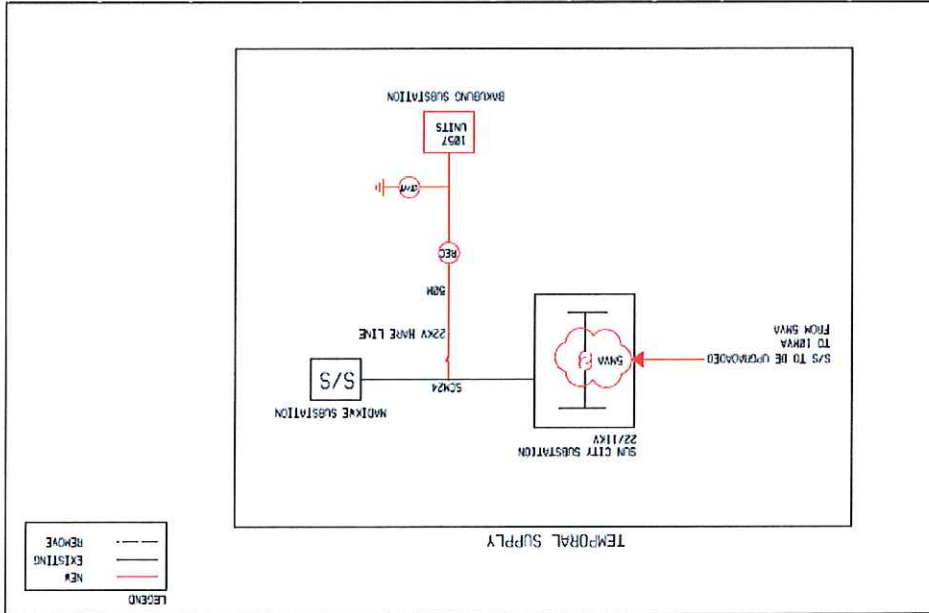 TEMPORAL SUPPLY
SUN CITY SUBSTATION
22/11KV
5MVA
S/S TO BE UPGRADED
FROM 5MVA
TO 10MVA
MADIKWE SUBSTATION
S/S
SCN24
22KV HARE LINE
50M
REC
1057
UNITS
BAKUBUNG SUBSTATION
LEGEND
NEW
EXISTING
REMOVE